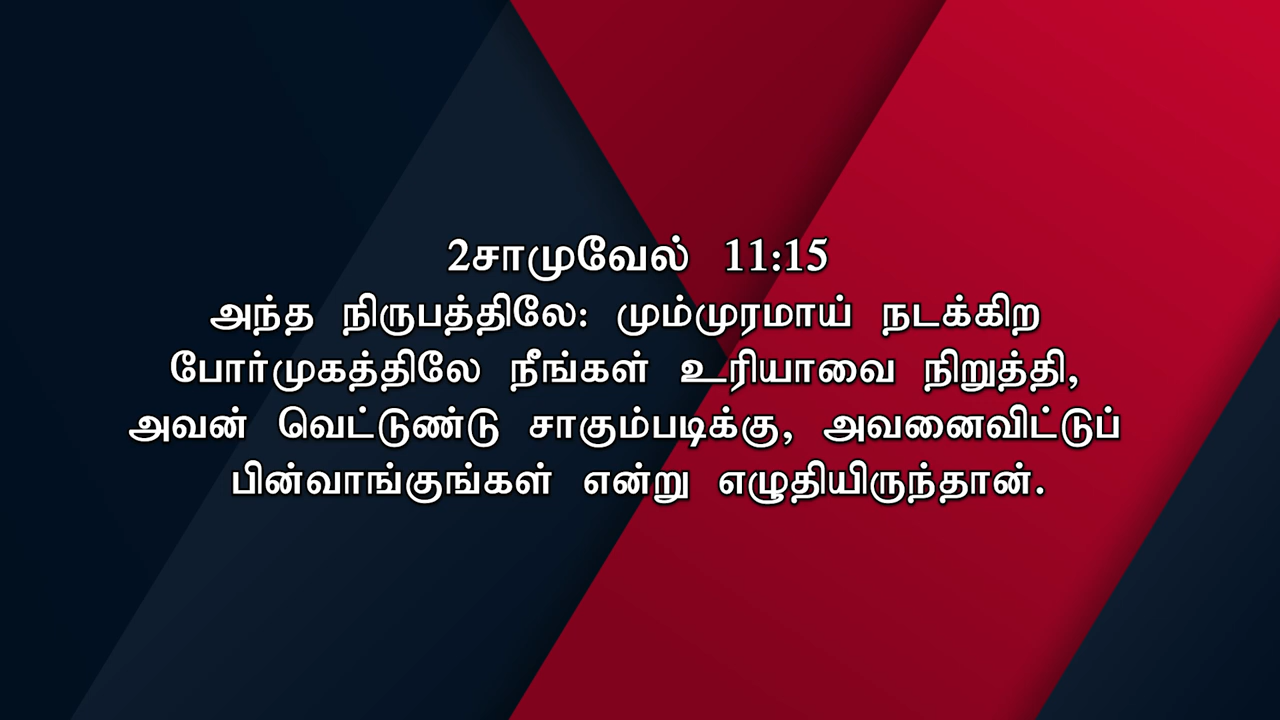 2சாமுவேல் 11:15
அந்த நிருபத்திலே: மும்முரமாய் நடக்கிற
போர்முகத்திலே நீங்கள் உரியாவை நிறுத்தி,
அவன் வெட்டுண்டு சாகும்படிக்கு, அவனைவிட்டுப்
பின்வாங்குங்கள் என்று எழுதியிருந்தான்.